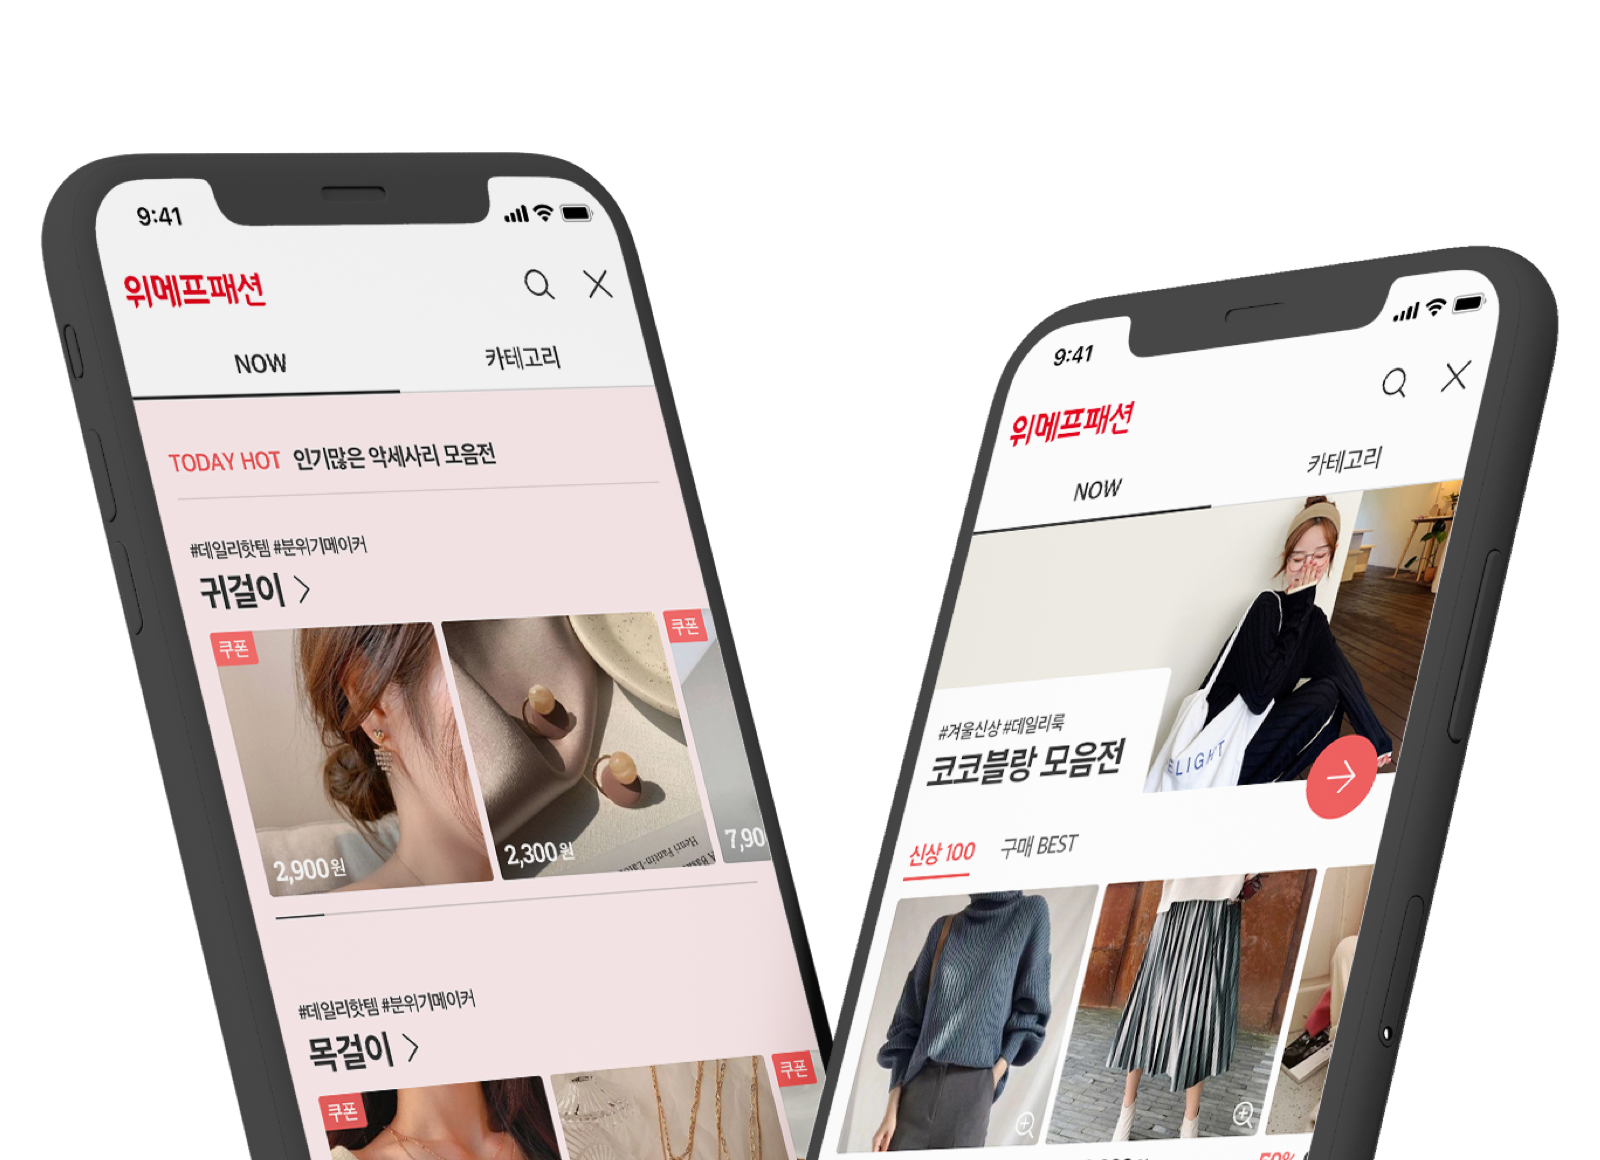 9:41
위메프패션
NOW
카테고리
TODAY HOT 인기많은 악세사리 모음전
#데일리핫템 #분위기메이커
귀걸이
쿠폰
쿠폰
2,900원
2,300원
7,90
#데일리핫템 #분위기메이커
목걸이
쿠폰
쿠폰
9:41
위메프패션
NOW
카테고리
#겨울신상 #데일리룩
코코블랑 모음전
ELIGHT
신상 100
구매 BEST
50%